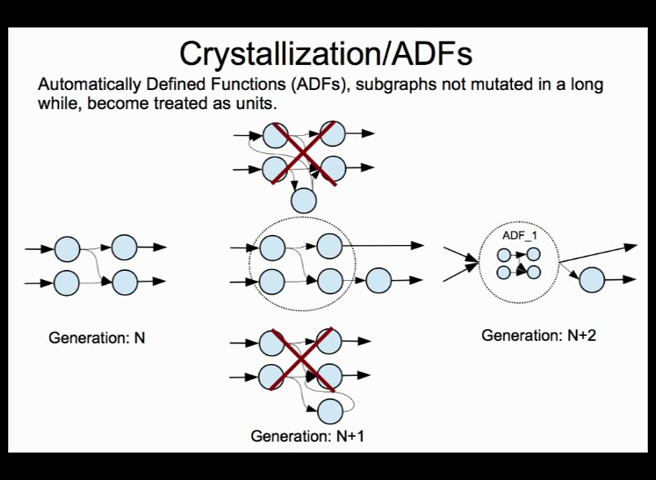 Crystallization/ADFs
Automatically Defined Functions (ADFs), subgraphs not mutated in a long
while, become treated as units.
ADF_1
Generation: N
Generation: N+2
Generation: N+1